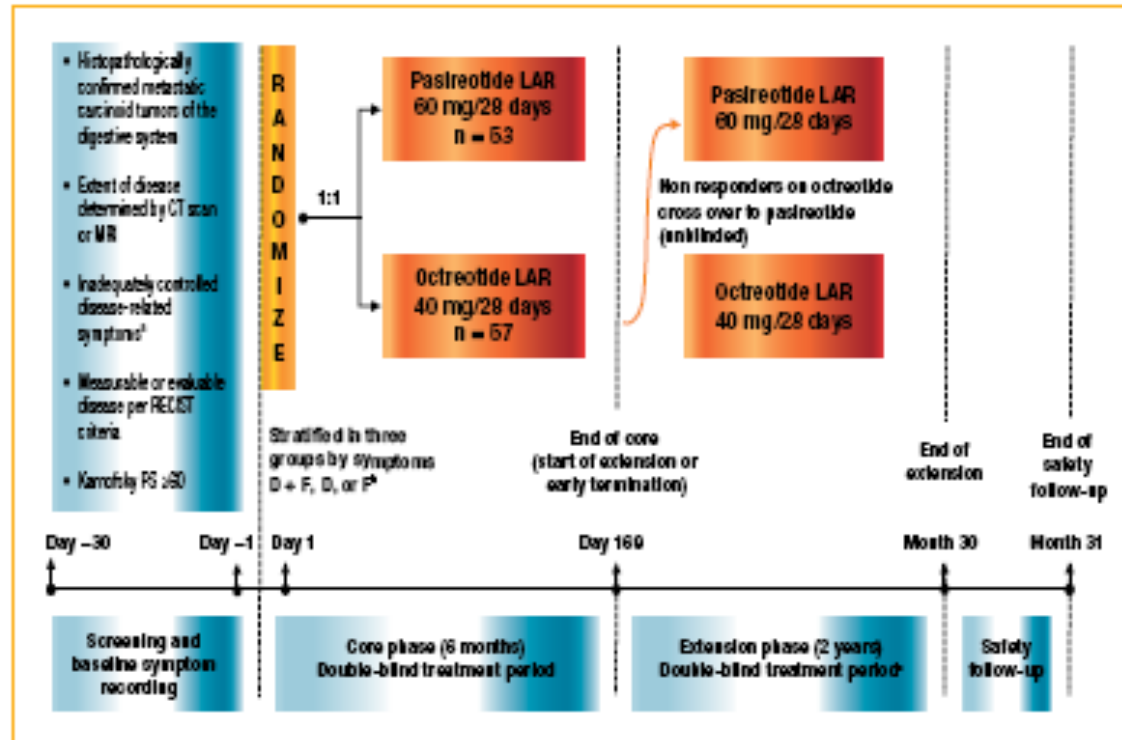 • Histopathologically
confirmed metastatic
carcinoid tumors of the
digestive system
• Extent of disease
determined by CT scan
or MR
• Inadequately controlled
disease-related
symptoms
• Measurable or evaluable
disease per RECIST
criteria
• Karnofsky PS ≥60
R
A
N
D
O
M
I
Z
E
1:1
Pasireotide LAR
60 mg/28 days
n = 53
Octreotide LAR
40 mg/28 days
n = 57
Pasireotide LAR
60 mg/28 days
Non responders on octreotide
cross over to pasireotide
(unblinded)
Octreotide LAR
40 mg/28 days
Stratified in three
groups by symptoms
D + F, D, or Fᵇ
End of core
(start of extension or
early termination)
End of
extension
End of
safety
follow-up
Day –30
Day –1
Day 1
Day 169
Month 30
Month 31
Screening and
baseline symptom
recording
Core phase (6 months)
Double-blind treatment period
Extension phase (2 years)
Double-blind treatment period
Safety
follow-up